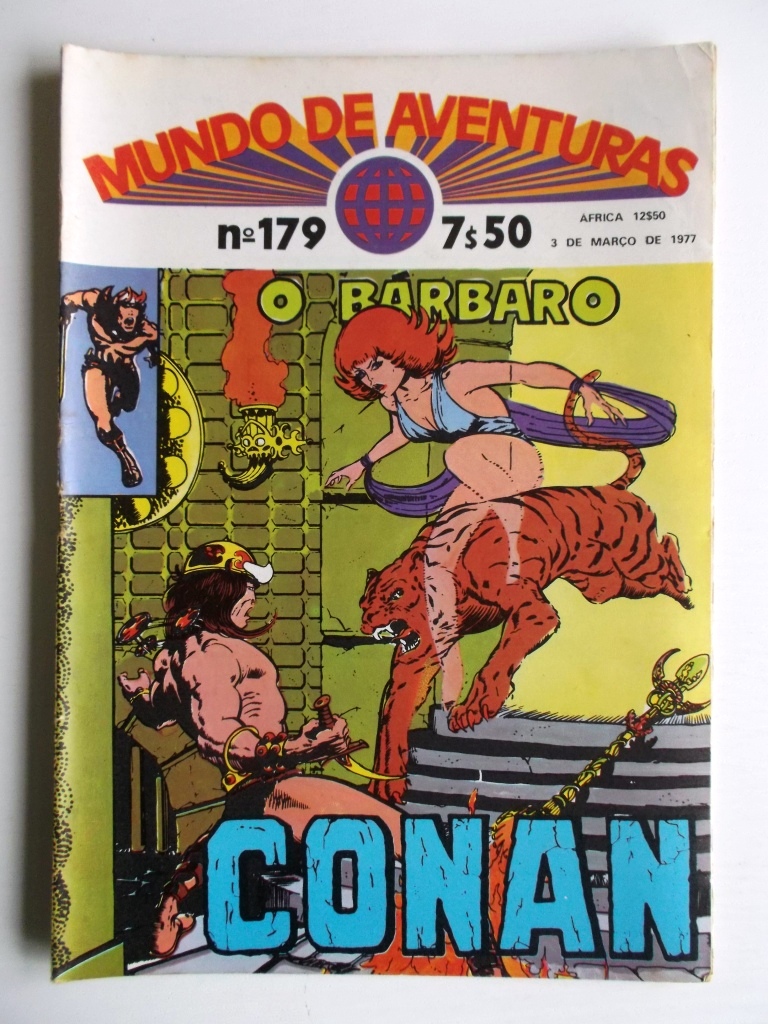 MUNDO DE AVENTURAS
nº179
7$50
ÁFRICA 12$50
3 DE MARÇO DE 1977
O BÁRBARO
CONAN